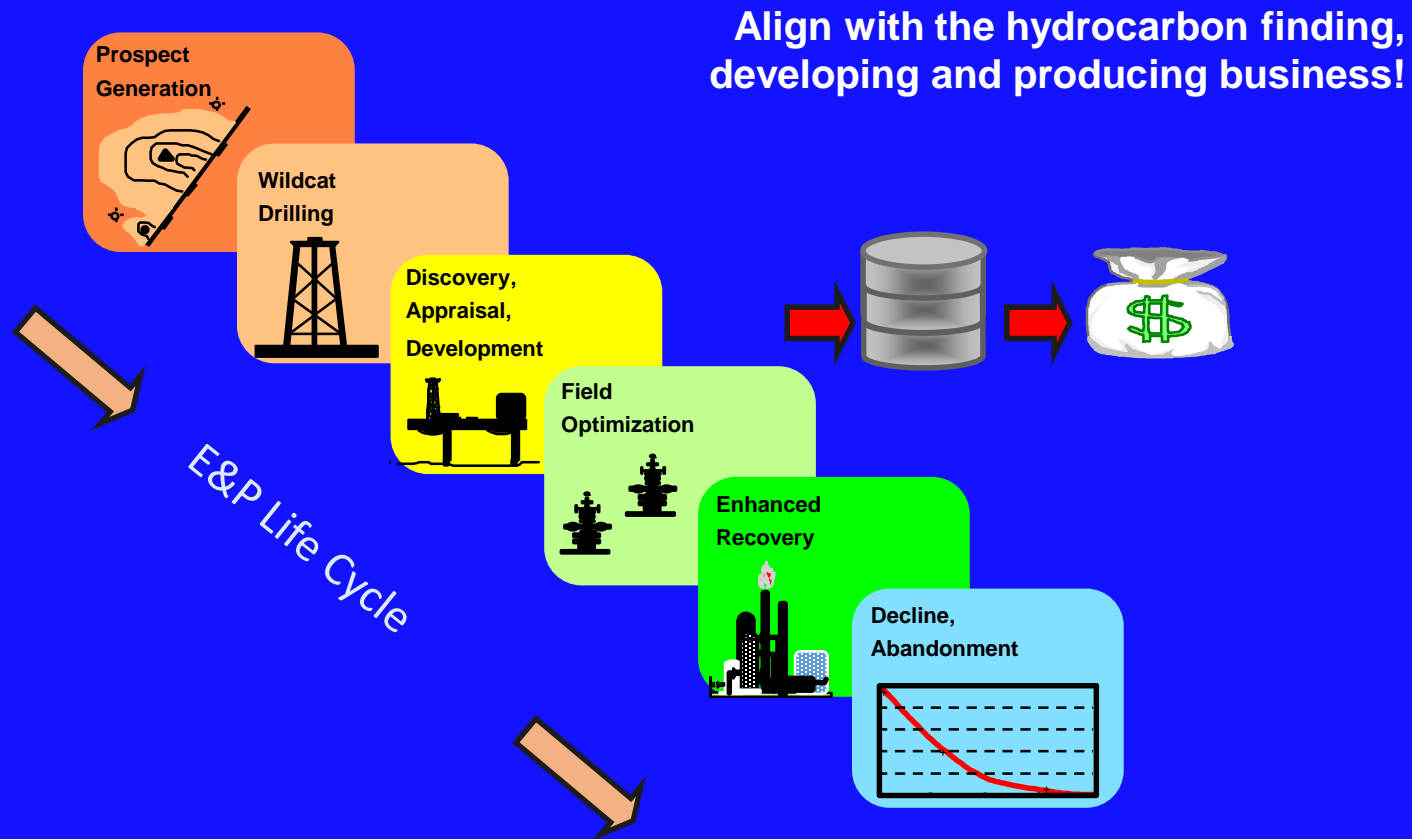 Align with the hydrocarbon finding,
developing and producing business!
Prospect
Generation
Wildcat
Drilling
Discovery,
Appraisal,
Development
Field
Optimization
Enhanced
Recovery
Decline,
Abandonment
E&P Life Cycle
$